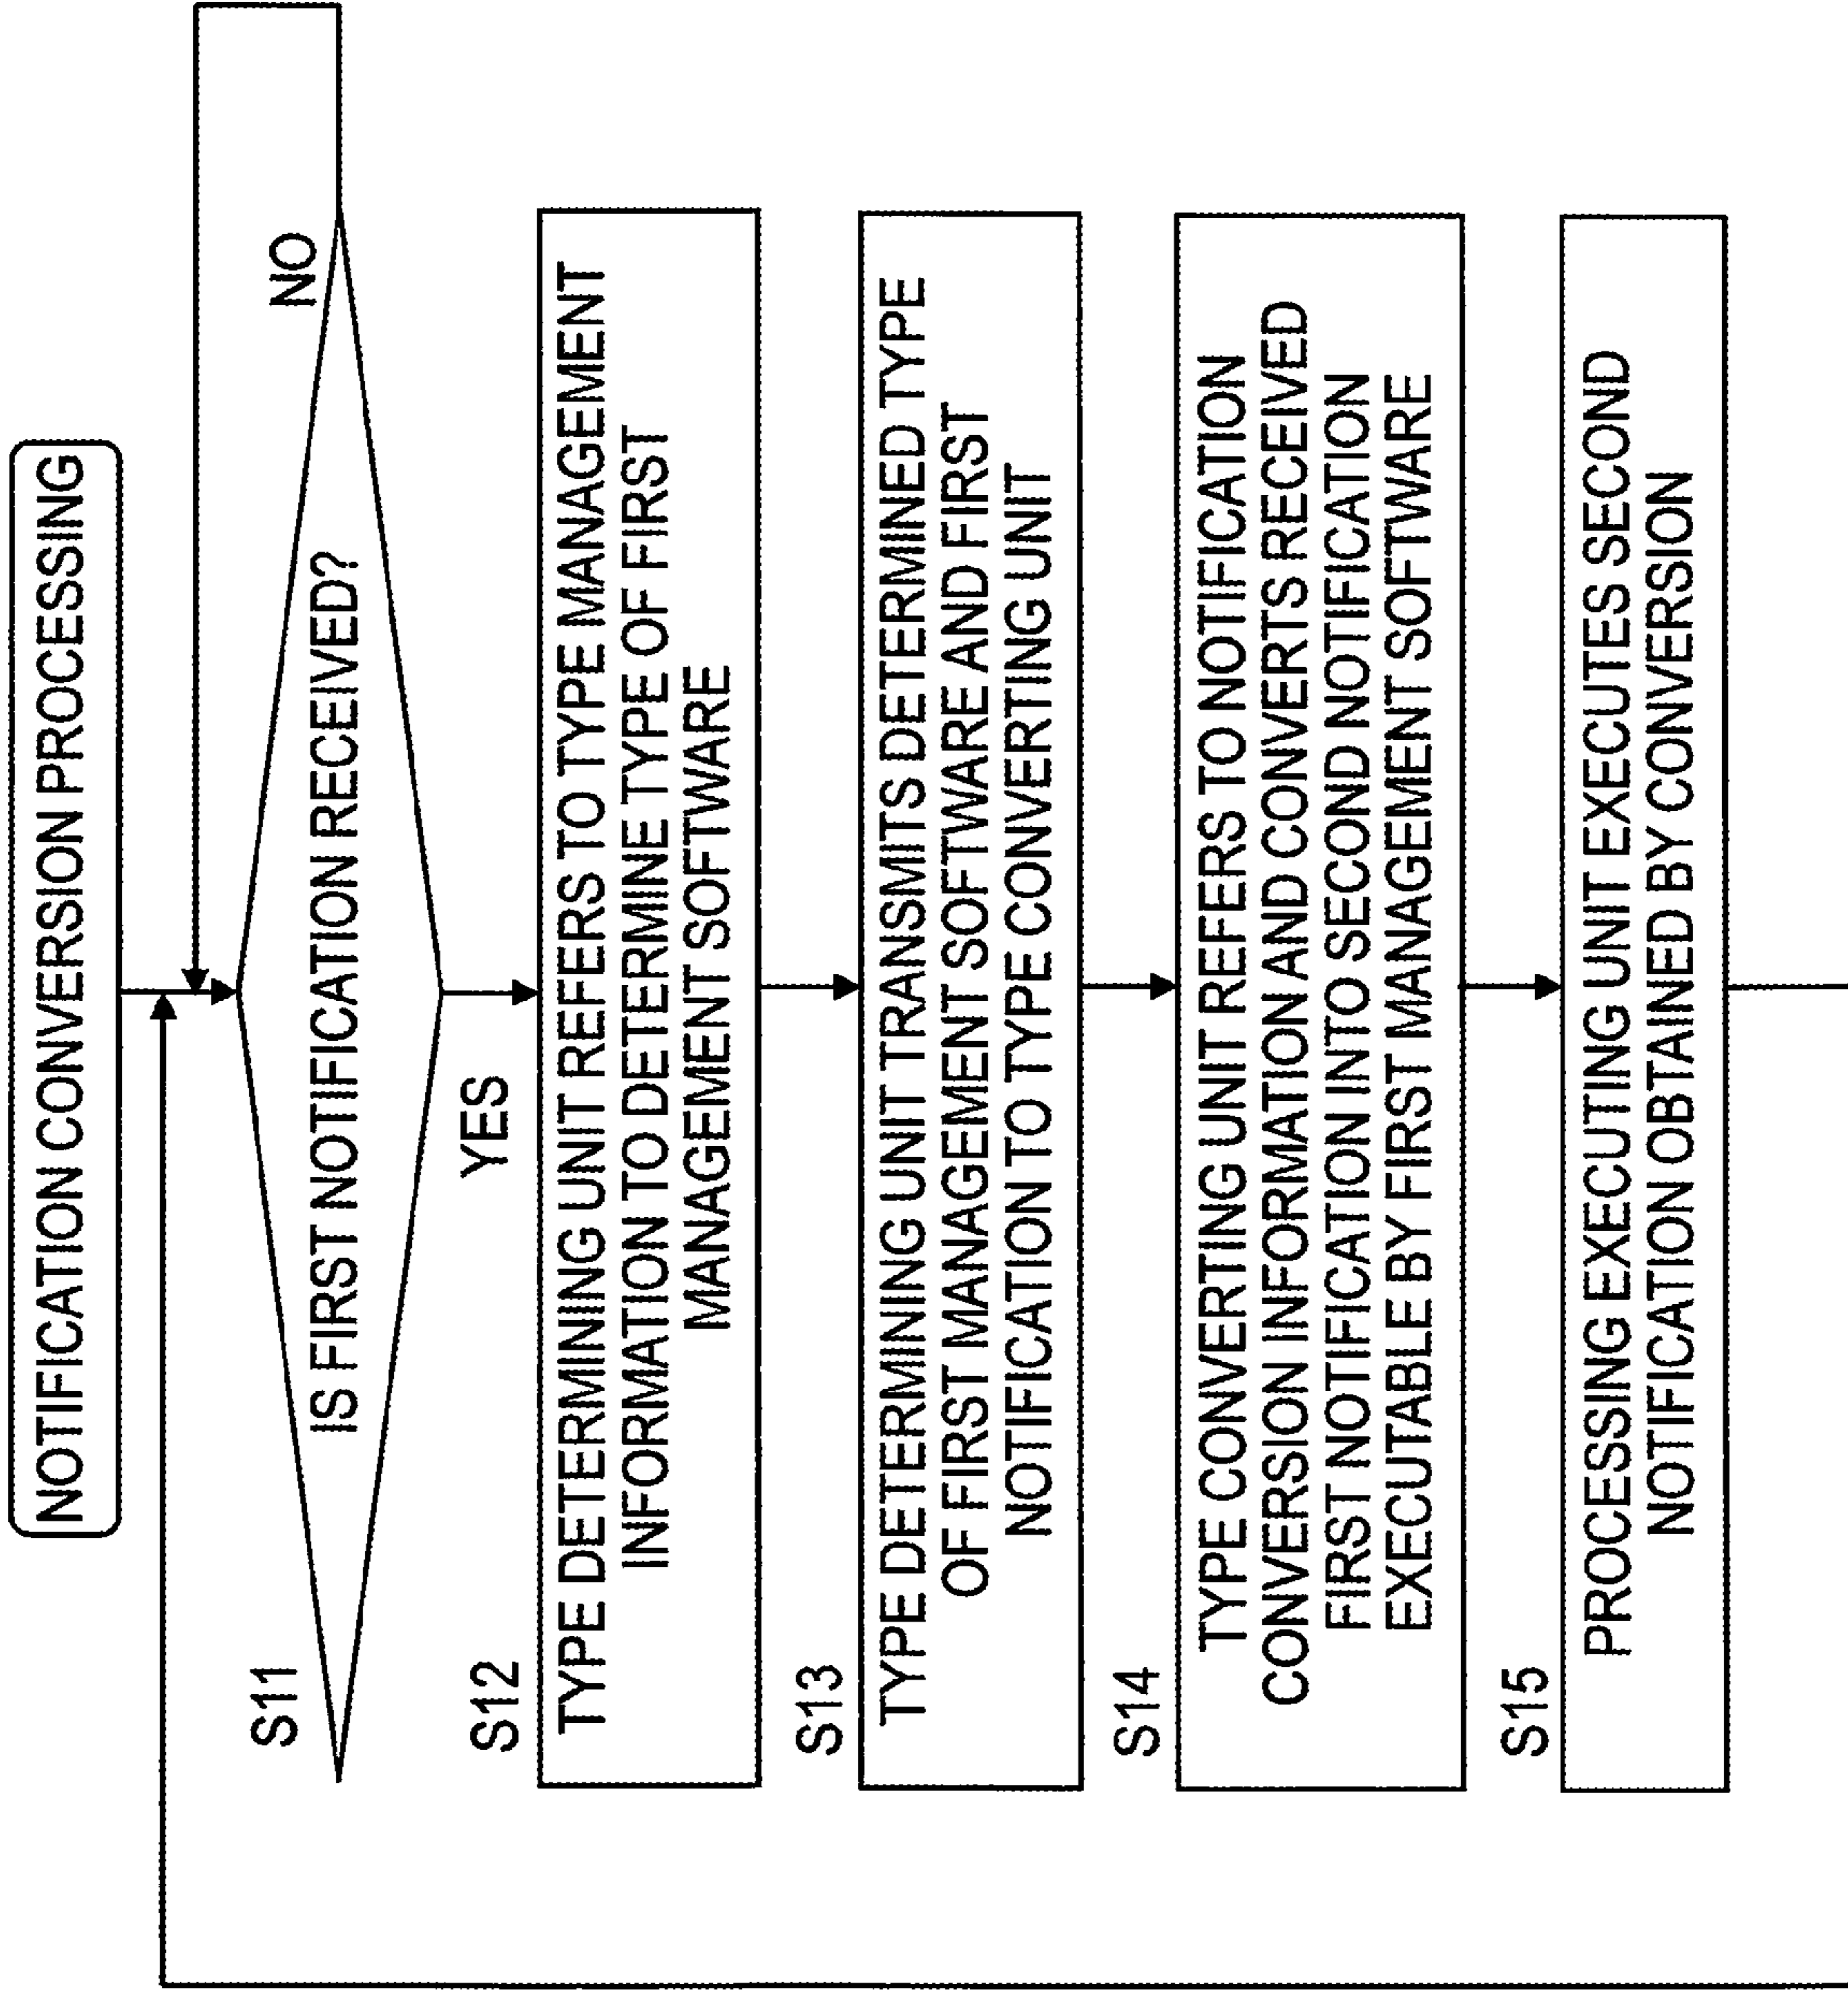 NOTIFICATION CONVERSION PROCESSING
S11
IS FIRST NOTIFICATION RECEIVED?
NO
YES
S12
TYPE DETERMINING UNIT REFERS TO TYPE MANAGEMENT
INFORMATION TO DETERMINE TYPE OF FIRST
MANAGEMENT SOFTWARE
S13
TYPE DETERMINING UNIT TRANSMITS DETERMINED TYPE
OF FIRST MANAGEMENT SOFTWARE AND FIRST
NOTIFICATION TO TYPE CONVERTING UNIT
S14
TYPE CONVERTING UNIT REFERS TO NOTIFICATION
CONVERSION INFORMATION AND CONVERTS RECEIVED
FIRST NOTIFICATION INTO SECOND NOTIFICATION
EXECUTABLE BY FIRST MANAGEMENT SOFTWARE
S15
PROCESSING EXECUTING UNIT EXECUTES SECOND
NOTIFICATION OBTAINED BY CONVERSION